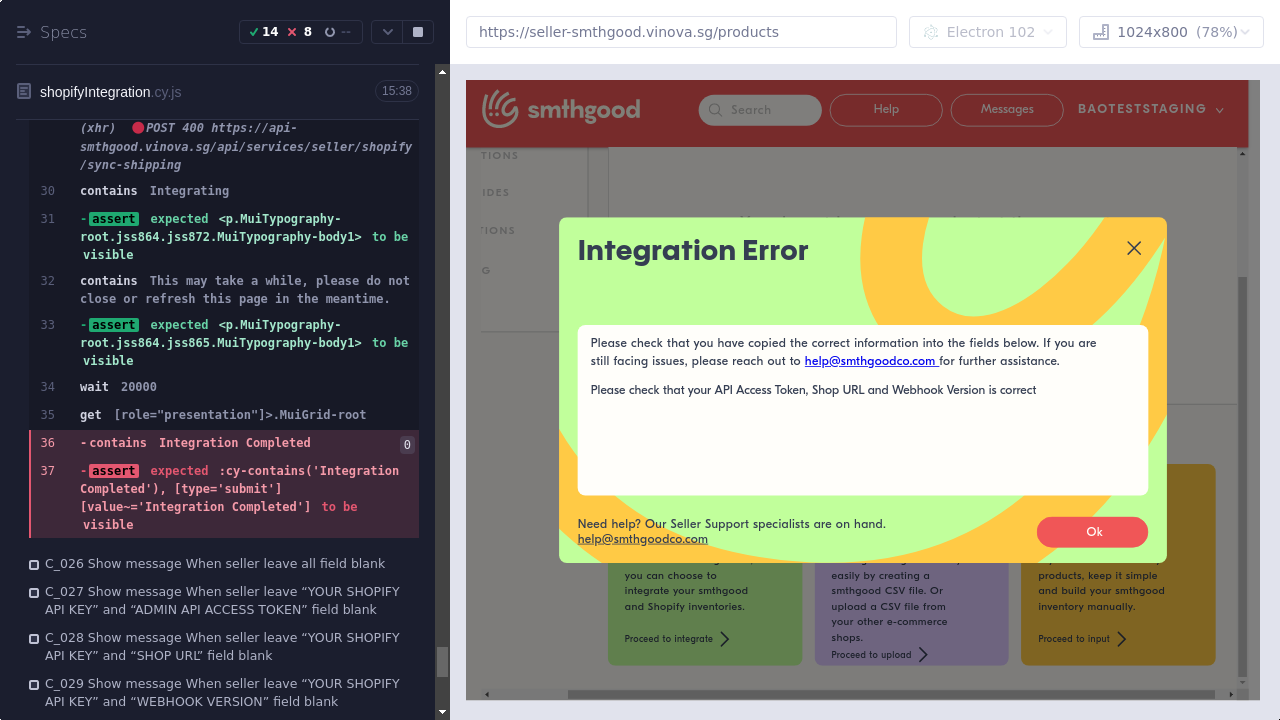 Specs
14
8
--
https://seller-smthgood.vinova.sg/products
Electron 102
1024x800 (78%)
shopifyIntegration.cy.js
15:38
(xhr) POST 400 https://api-
smthgood.vinova.sg/api/services/seller/shopify
/sync-shipping
30 contains Integrating
31 -assert expected <p.MuiTypography-
root.jss864.jss872.MuiTypography-body1> to be
visible
32 contains This may take a while, please do not
close or refresh this page in the meantime.
33 -assert expected <p.MuiTypography-
root.jss864.jss865.MuiTypography-body1> to be
visible
34 wait 20000
35 get [role="presentation"]>.MuiGrid-root
36 -contains Integration Completed 0
37 -assert expected :cy-contains('Integration
Completed'), [type='submit']
[value~='Integration Completed'] to be
visible
C_026 Show message When seller leave all field blank
C_027 Show message When seller leave “YOUR SHOPIFY
API KEY” and “ADMIN API ACCESS TOKEN” field blank
C_028 Show message When seller leave “YOUR SHOPIFY
API KEY” and “SHOP URL” field blank
C_029 Show message When seller leave “YOUR SHOPIFY
API KEY” and “WEBHOOK VERSION” field blank
smthgood
Search
Help
Messages
BAOTESTSTAGING
TIONS
IDES
TIONS
G
Integration Error
Please check that you have copied the correct information into the fields below. If you are
still facing issues, please reach out to help@smthgoodco.com for further assistance.
Please check that your API Access Token, Shop URL and Webhook Version is correct
Need help? Our Seller Support specialists are on hand.
help@smthgoodco.com
Ok
you can choose to
integrate your smthgood
and Shopify inventories.
Proceed to integrate
easily by creating a
smthgood CSV file. Or
upload a CSV file from
your other e-commerce
shops.
Proceed to upload
products, keep it simple
and build your smthgood
inventory manually.
Proceed to input